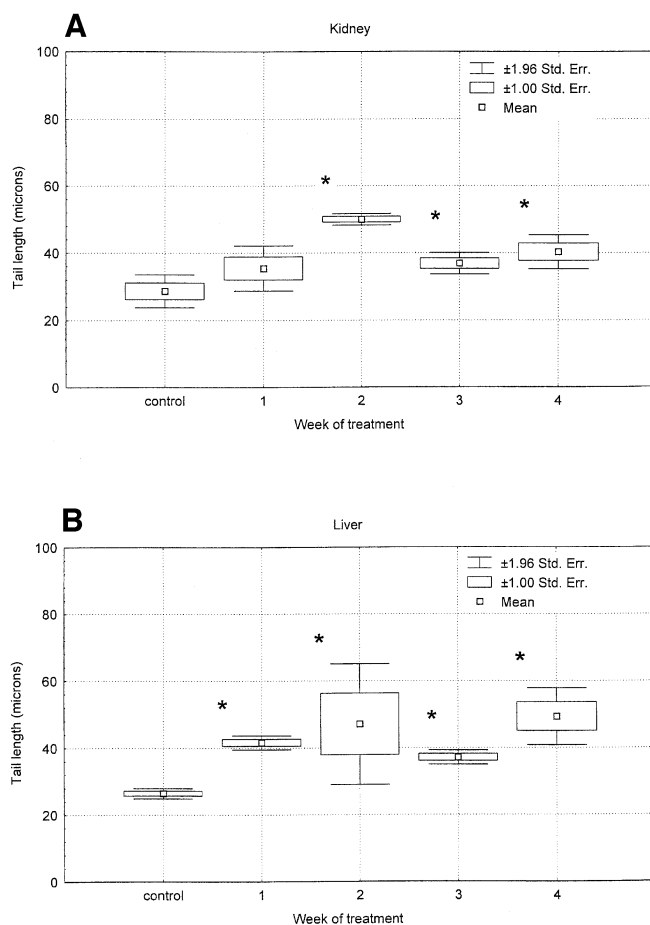 A
Kidney
100
80
60
40
20
0
Tail length (microns)
±1.96 Std. Err.
±1.00 Std. Err.
Mean
*
*
*
control 1 2 3 4
Week of treatment
B
Liver
100
80
60
40
20
0
Tail length (microns)
±1.96 Std. Err.
±1.00 Std. Err.
Mean
*
*
*
*
control 1 2 3 4
Week of treatment